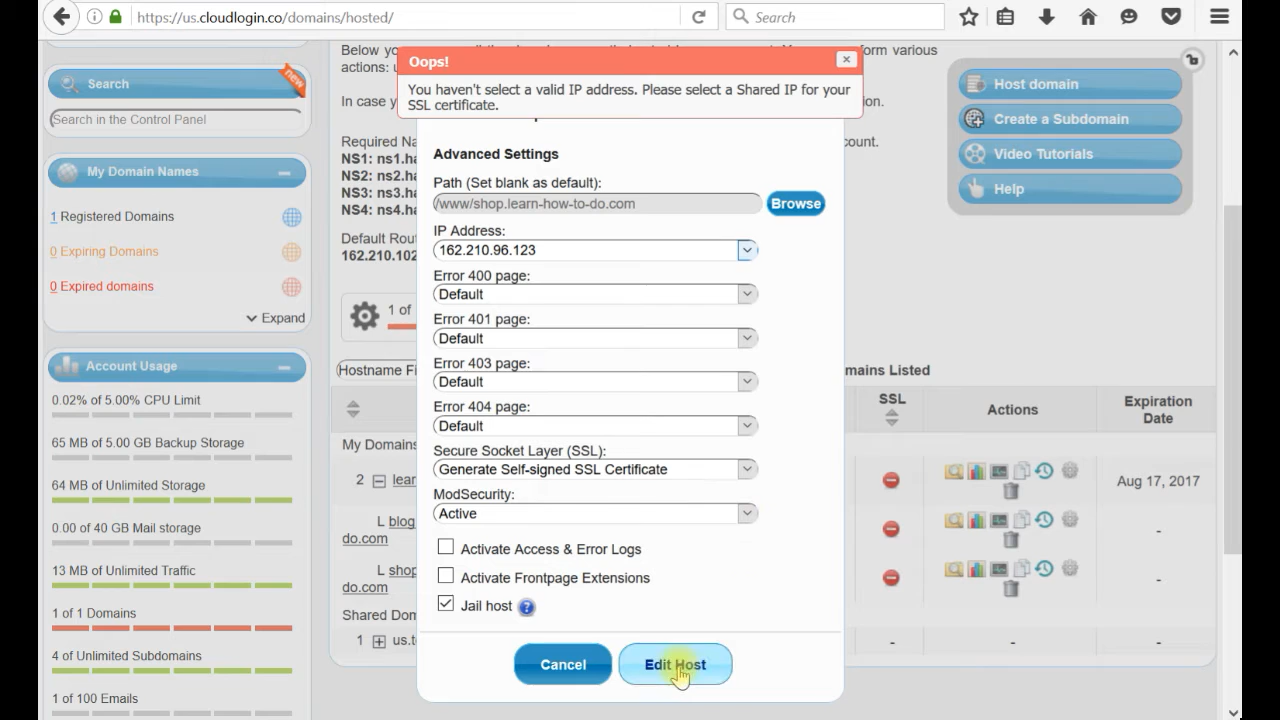 https://us.cloudlogin.co/domains/hosted/
Search
Search
new
Search in the Control Panel
My Domain Names
1 Registered Domains
0 Expiring Domains
0 Expired domains
Expand
Account Usage
0.02% of 5.00% CPU Limit
65 MB of 5.00 GB Backup Storage
64 MB of Unlimited Storage
0.00 of 40 GB Mail storage
13 MB of Unlimited Traffic
1 of 1 Domains
4 of Unlimited Subdomains
1 of 100 Emails
Below yo
form various
actions: u
In case y
ion.
Required Na
count.
NS1: ns1.ha
NS2: ns2.ha
NS3: ns3.ha
NS4: ns4.ha
Default Rout
162.210.102
1 of
Hostname Fi
mains Listed
SSL
Actions
Expiration
Date
My Domains
2
lear
Aug 17, 2017
L blog
do.com
-
L shop
do.com
-
Shared Dom
1
us.t
-
-
-
Oops!
You haven't select a valid IP address. Please select a Shared IP for your
SSL certificate.
Advanced Settings
Path (Set blank as default):
/www/shop.learn-how-to-do.com
Browse
IP Address:
162.210.96.123
Error 400 page:
Default
Error 401 page:
Default
Error 403 page:
Default
Error 404 page:
Default
Secure Socket Layer (SSL):
Generate Self-signed SSL Certificate
ModSecurity:
Active
Activate Access & Error Logs
Activate Frontpage Extensions
Jail host ?
Cancel
Edit Host
Host domain
Create a Subdomain
Video Tutorials
Help